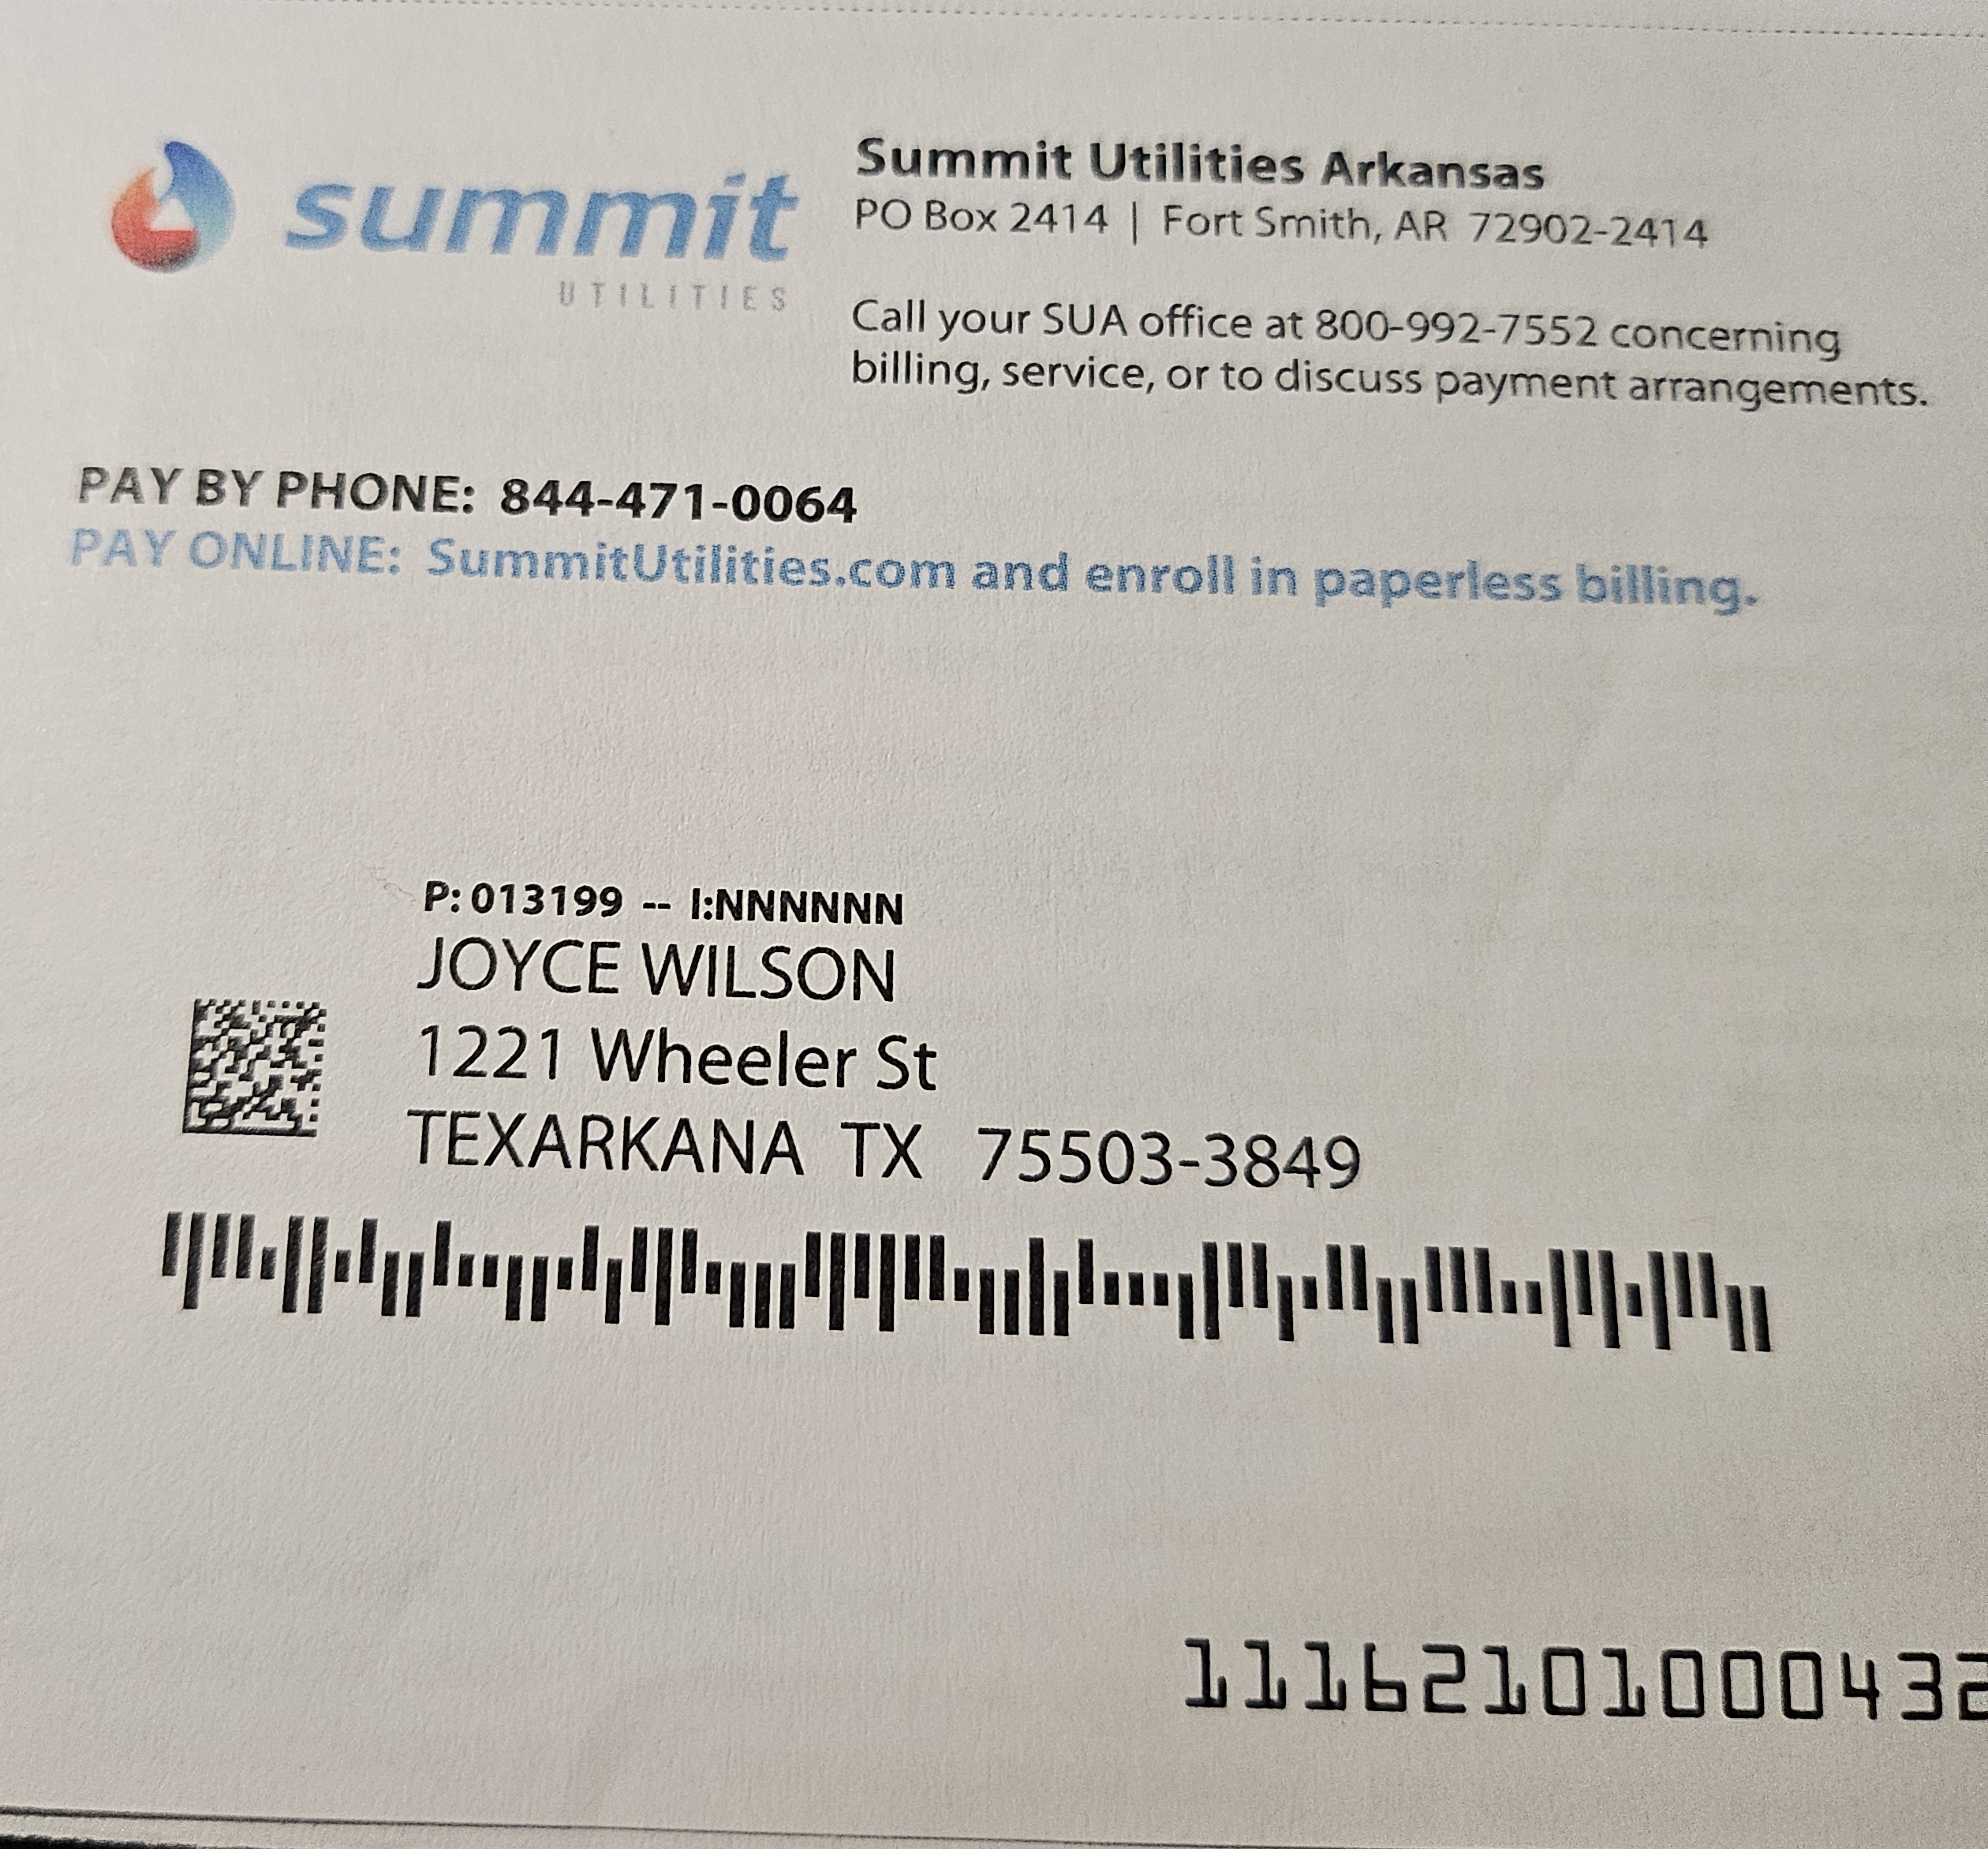 summit
UTILITIES
Summit Utilities Arkansas
PO Box 2414 | Fort Smith, AR 72902-2414
Call your SUA office at 800-992-7552 concerning
billing, service, or to discuss payment arrangements.
PAY BY PHONE: 844-471-0064
PAY ONLINE: SummitUtilities.com and enroll in paperless billing.
P: 013199 -- I:NNNNNN
JOYCE WILSON
1221 Wheeler St
TEXARKANA TX 75503-3849
11162101000432